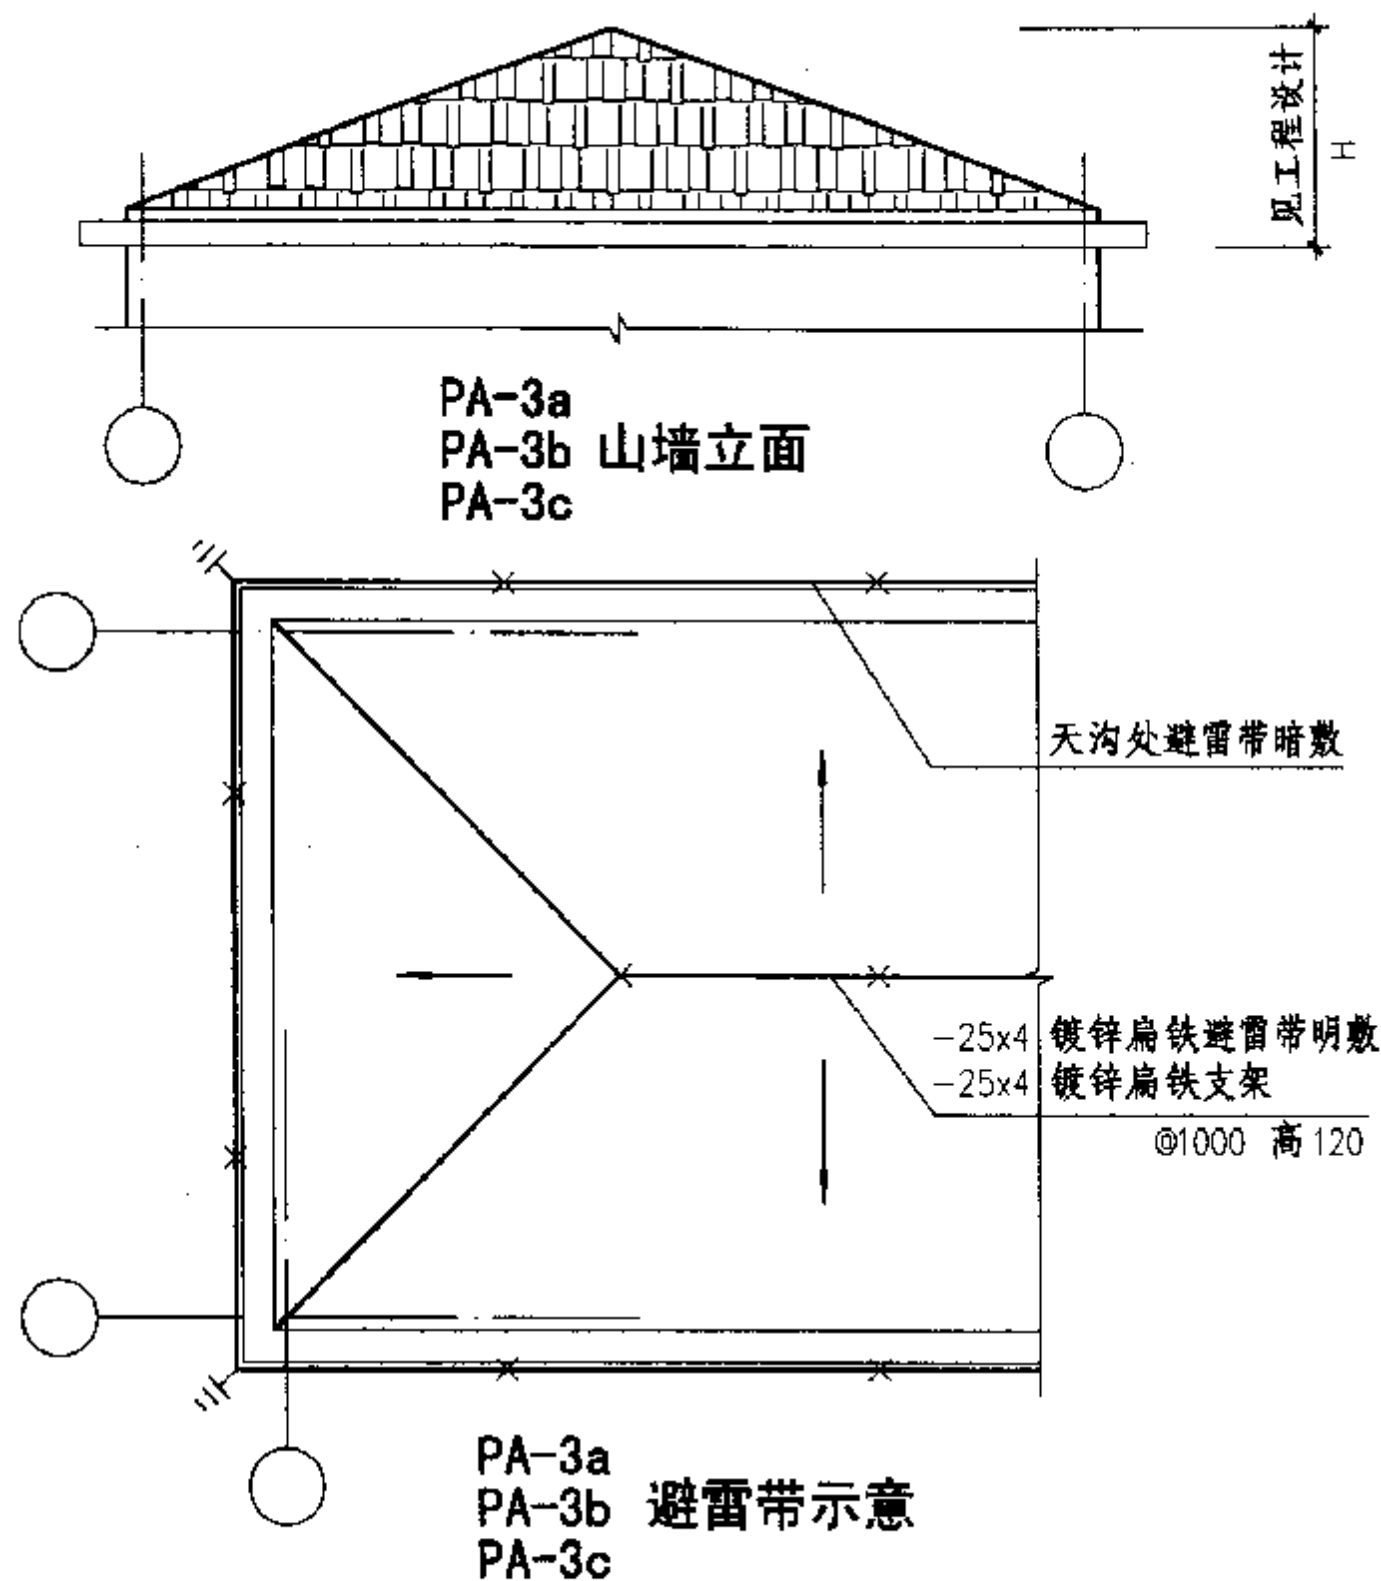 见工程设计
H
PA-3a
PA-3b 山墙立面
PA-3c
天沟处避雷带暗敷
-25x4 镀锌扁铁避雷带明敷
-25x4 镀锌扁铁支架
@1000 高120
PA-3a
PA-3b 避雷带示意
PA-3c